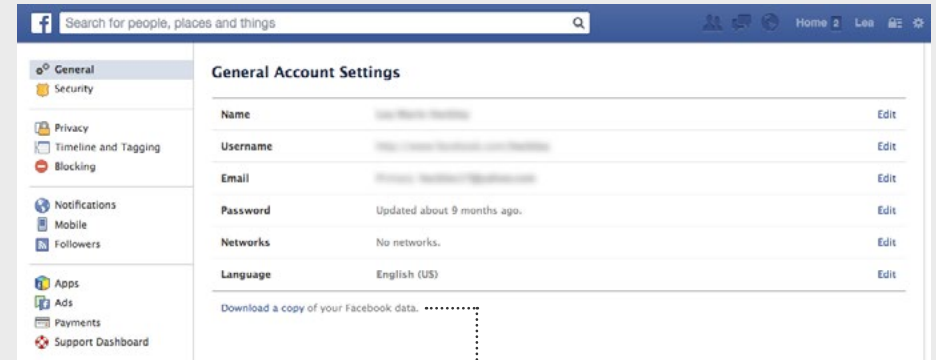 f Search for people, places and things Home 2 Lea
General
Security
Privacy
Timeline and Tagging
Blocking
Notifications
Mobile
Followers
Apps
Ads
Payments
Support Dashboard
General Account Settings
Name Edit
Username Edit
Email Edit
Password Updated about 9 months ago. Edit
Networks No networks. Edit
Language English (US) Edit
Download a copy of your Facebook data.